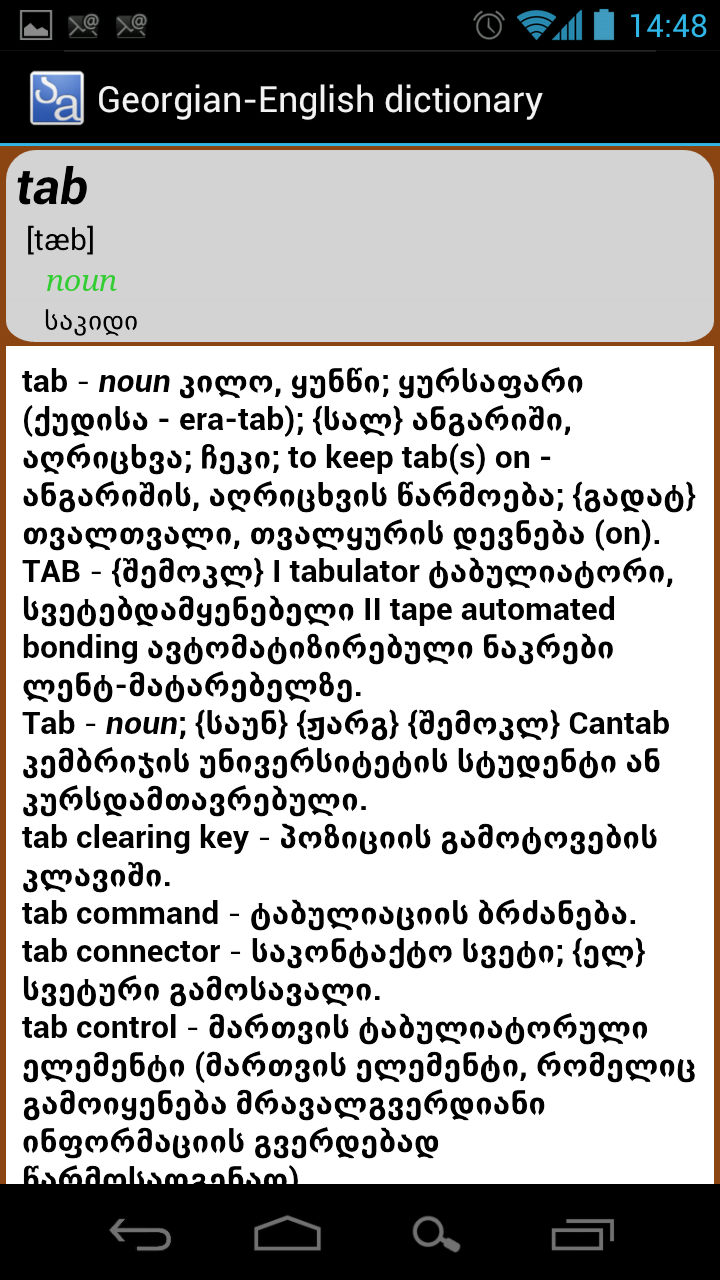 14:48
Georgian-English dictionary
tab
[tæb]
noun
საკიდი
tab - noun კილო, ყუნწი; ყურსაფარი
(ქუდისა - era-tab); {სალ} ანგარიში,
აღრიცხვა; ჩეკი; to keep tab(s) on -
ანგარიშის, აღრიცხვის წარმოება; {გადატ}
თვალთვალი, თვალყურის დევნება (on).
TAB - {შემოკლ} I tabulator ტაბულიატორი,
სვეტებდამყენებელი II tape automated
bonding ავტომატიზირებული ნაკრები
ლენტ-მატარებელზე.
Tab - noun; {საუნ} {ჟარგ} {შემოკლ} Cantab
კემბრიჯის უნივერსიტეტის სტუდენტი ან
კურსდამთავრებული.
tab clearing key - პოზიციის გამოტოვების
კლავიში.
tab command - ტაბულიაციის ბრძანება.
tab connector - საკონტაქტო სვეტი; {ელ}
სვეტური გამოსავალი.
tab control - მართვის ტაბულიატორული
ელემენტი (მართვის ელემენტი, რომელიც
გამოიყენება მრავალგვერდიანი
ინფორმაციის გვერდებად
წარმოსადგენად)